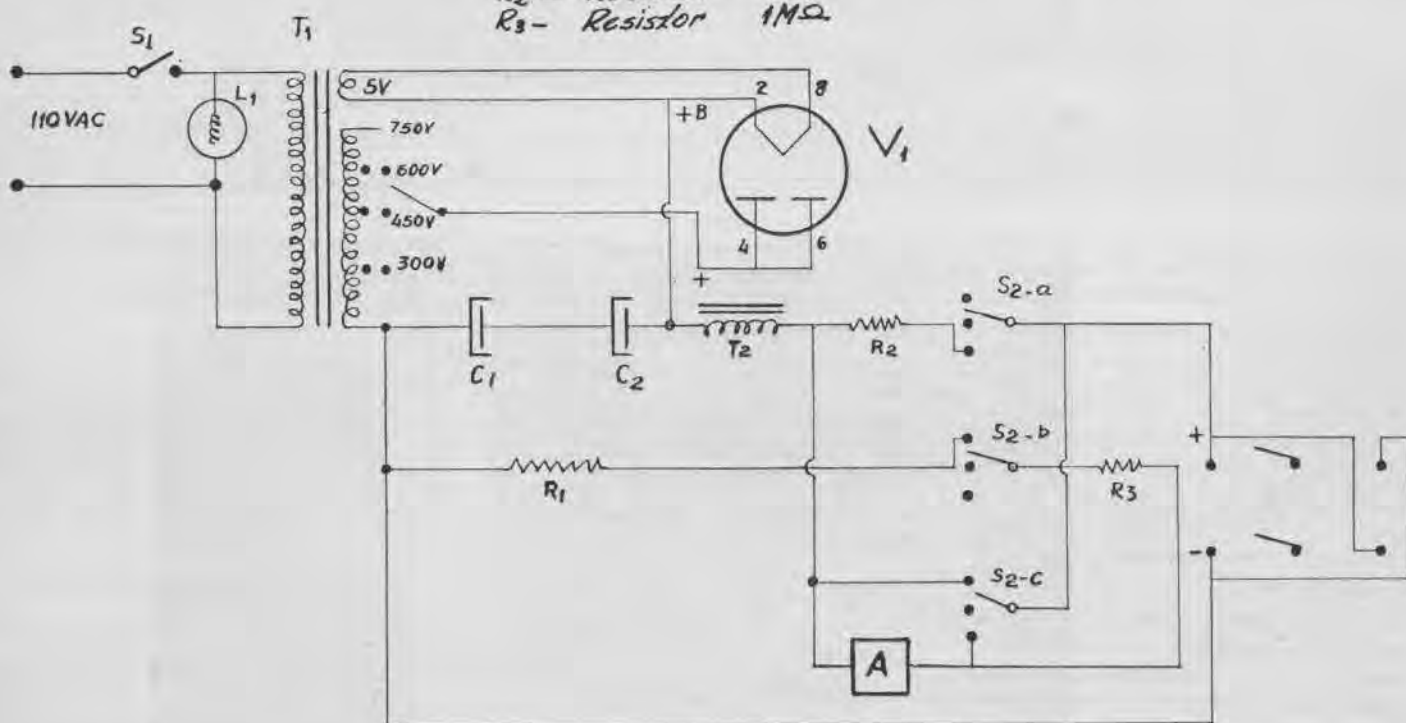 R3- Resistor 1MΩ
S1
T1
L1
5V
110VAC
750V
600V
450V
300V
2
8
+B
V1
4
6
+
C1
C2
T2
R2
S2-a
R1
S2-b
R3
+
-
S2-C
A